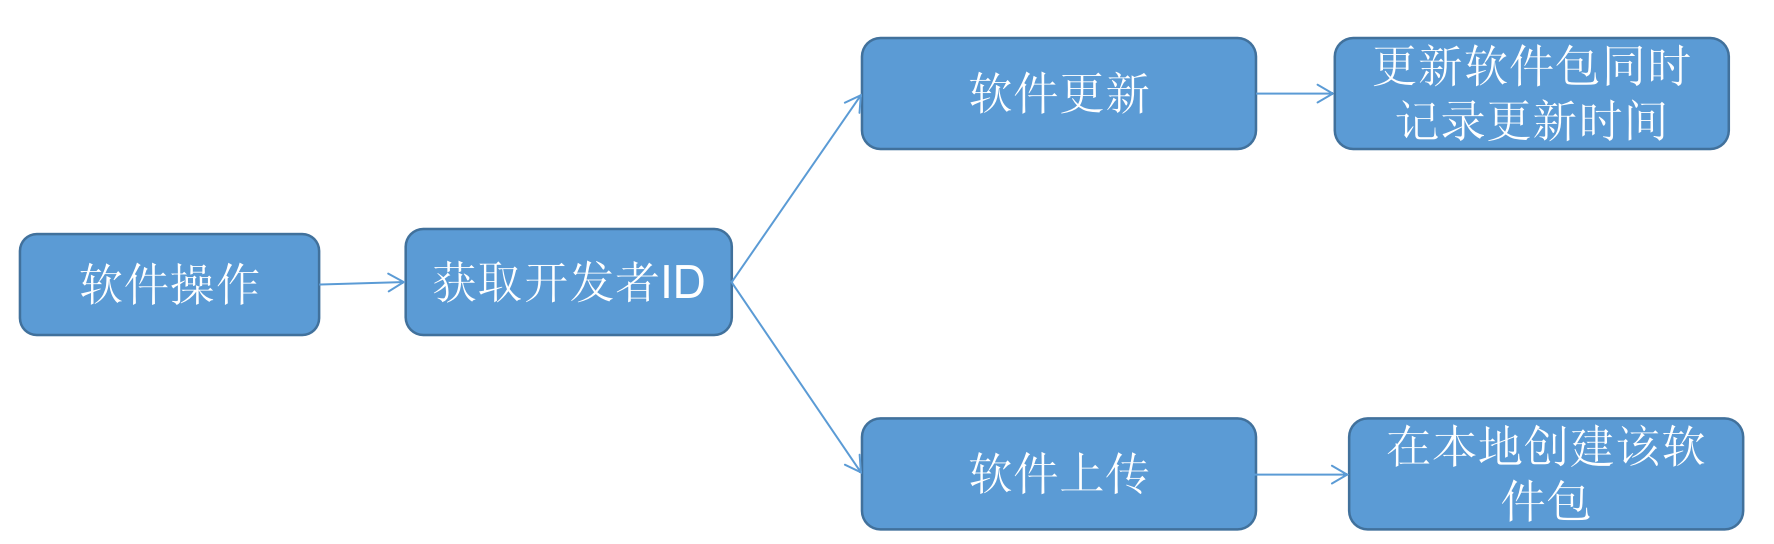 软件操作
获取开发者ID
软件更新
更新软件包同时
记录更新时间
软件上传
在本地创建该软
件包